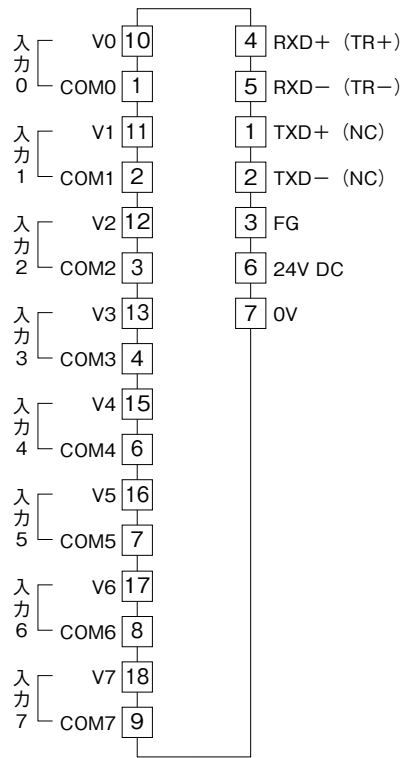 入力0 V0 10
COM0 1
入力1 V1 11
COM1 2
入力2 V2 12
COM2 3
入力3 V3 13
COM3 4
入力4 V4 15
COM4 6
入力5 V5 16
COM5 7
入力6 V6 17
COM6 8
入力7 V7 18
COM7 9
4 RXD+（TR+）
5 RXD−（TR−）
1 TXD+（NC）
2 TXD−（NC）
3 FG
6 24V DC
7 0V